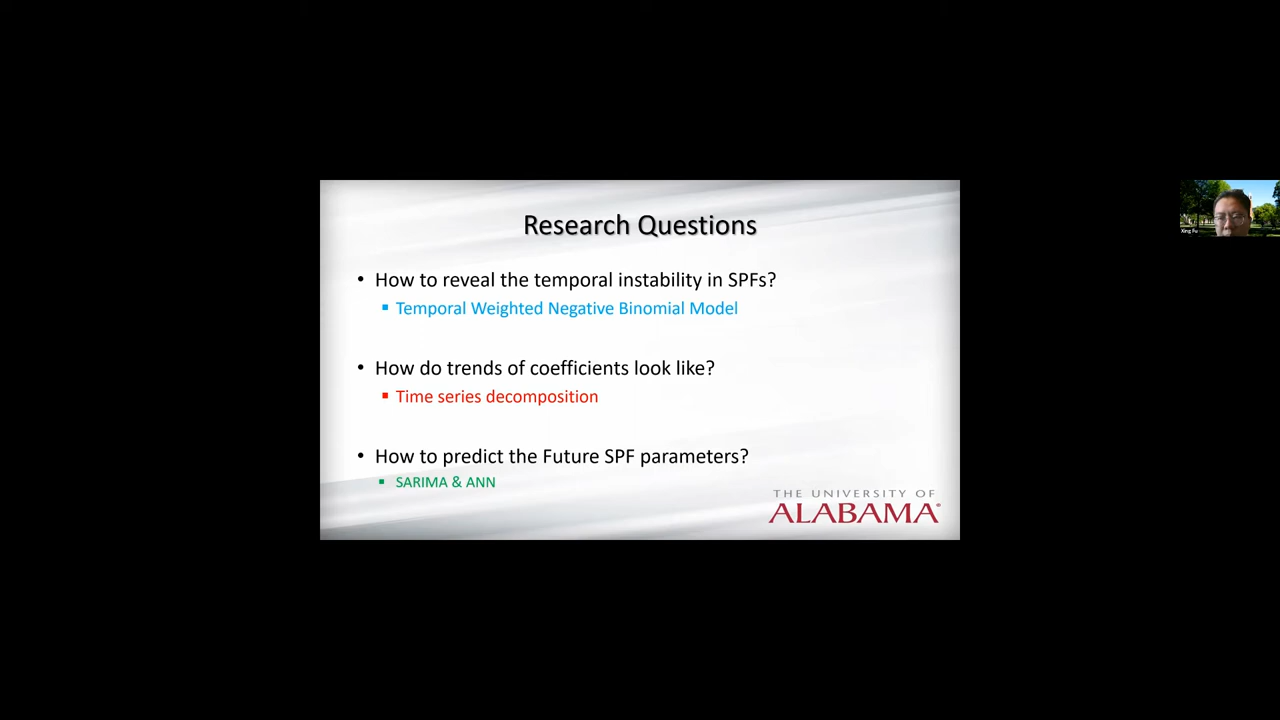 Research Questions
• How to reveal the temporal instability in SPFs?
▪ Temporal Weighted Negative Binomial Model
• How do trends of coefficients look like?
▪ Time series decomposition
• How to predict the Future SPF parameters?
▪ SARIMA & ANN
THE UNIVERSITY OF
ALABAMA®
Xing Fu